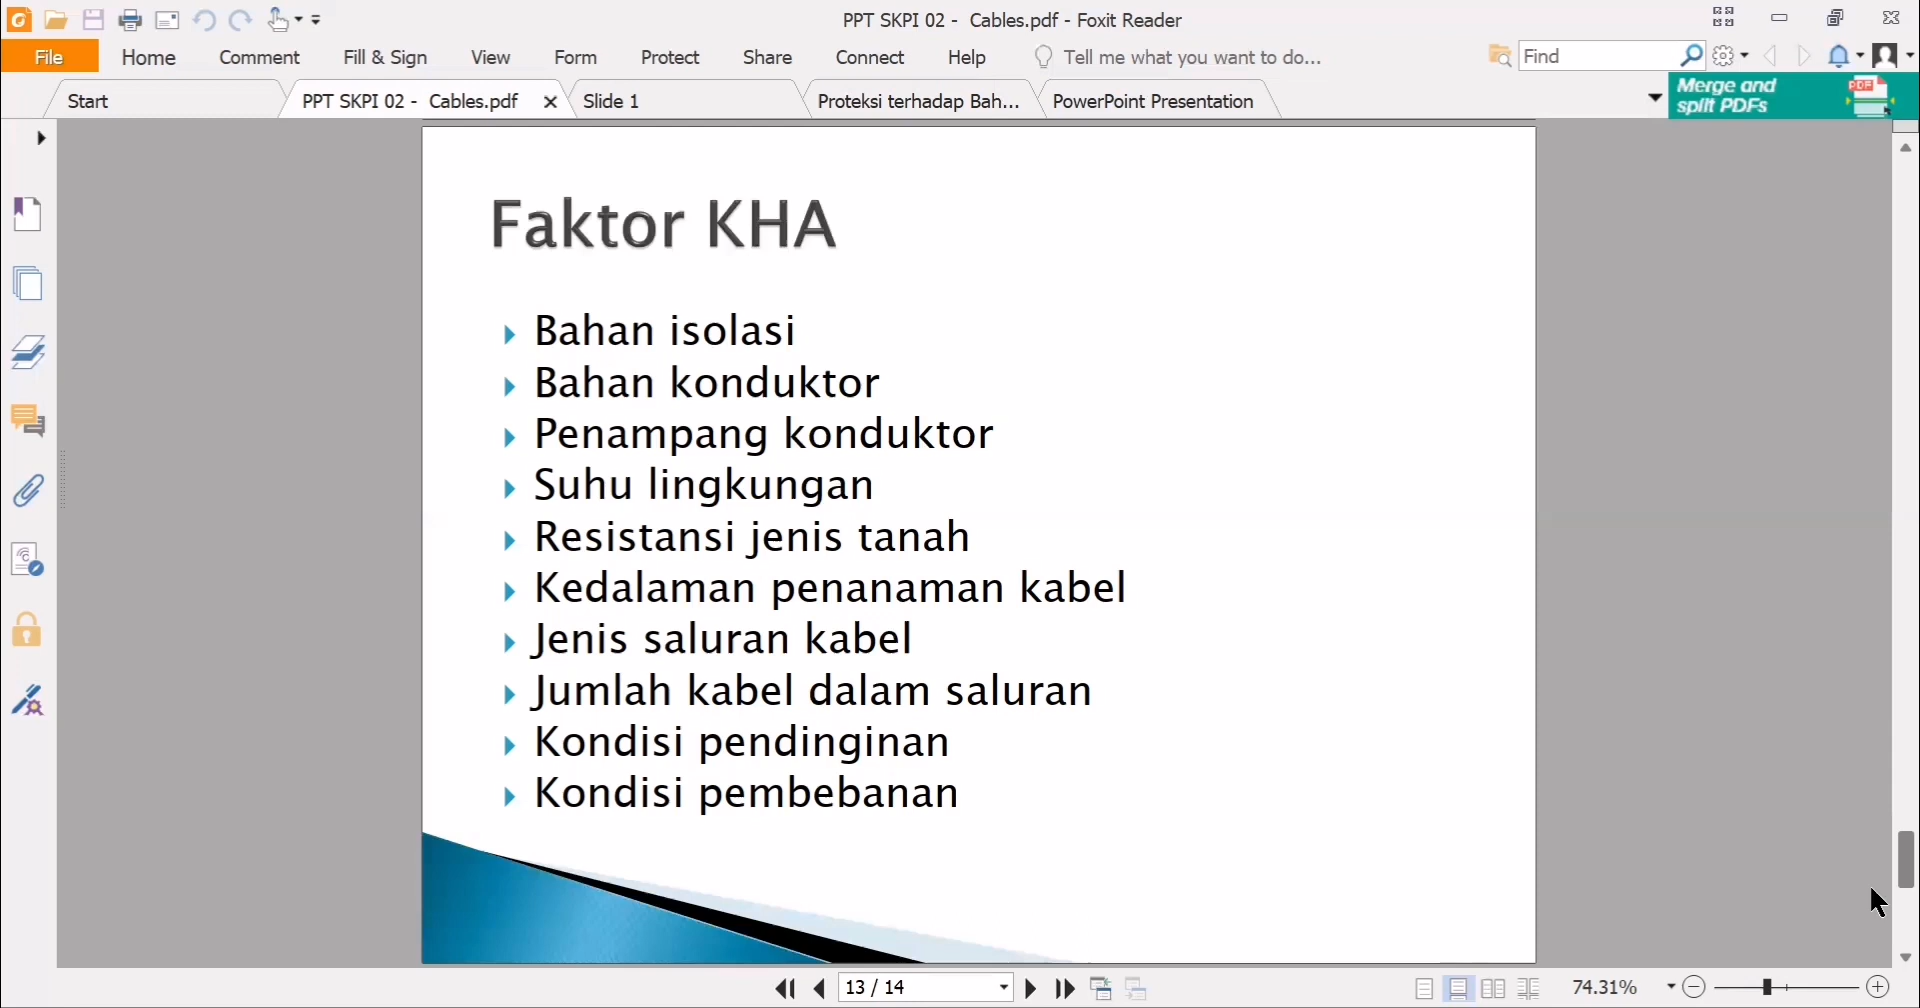 PPT SKPI 02 -  Cables.pdf - Foxit Reader
File Home Comment Fill & Sign View Form Protect Share Connect Help Tell me what you want to do... Find
Start PPT SKPI 02 -  Cables.pdf Slide 1 Proteksi terhadap Bah... PowerPoint Presentation
Merge and
split PDFs
PDF
Faktor KHA
Bahan isolasi
Bahan konduktor
Penampang konduktor
Suhu lingkungan
Resistansi jenis tanah
Kedalaman penanaman kabel
Jenis saluran kabel
Jumlah kabel dalam saluran
Kondisi pendinginan
Kondisi pembebanan
13 / 14 74.31%